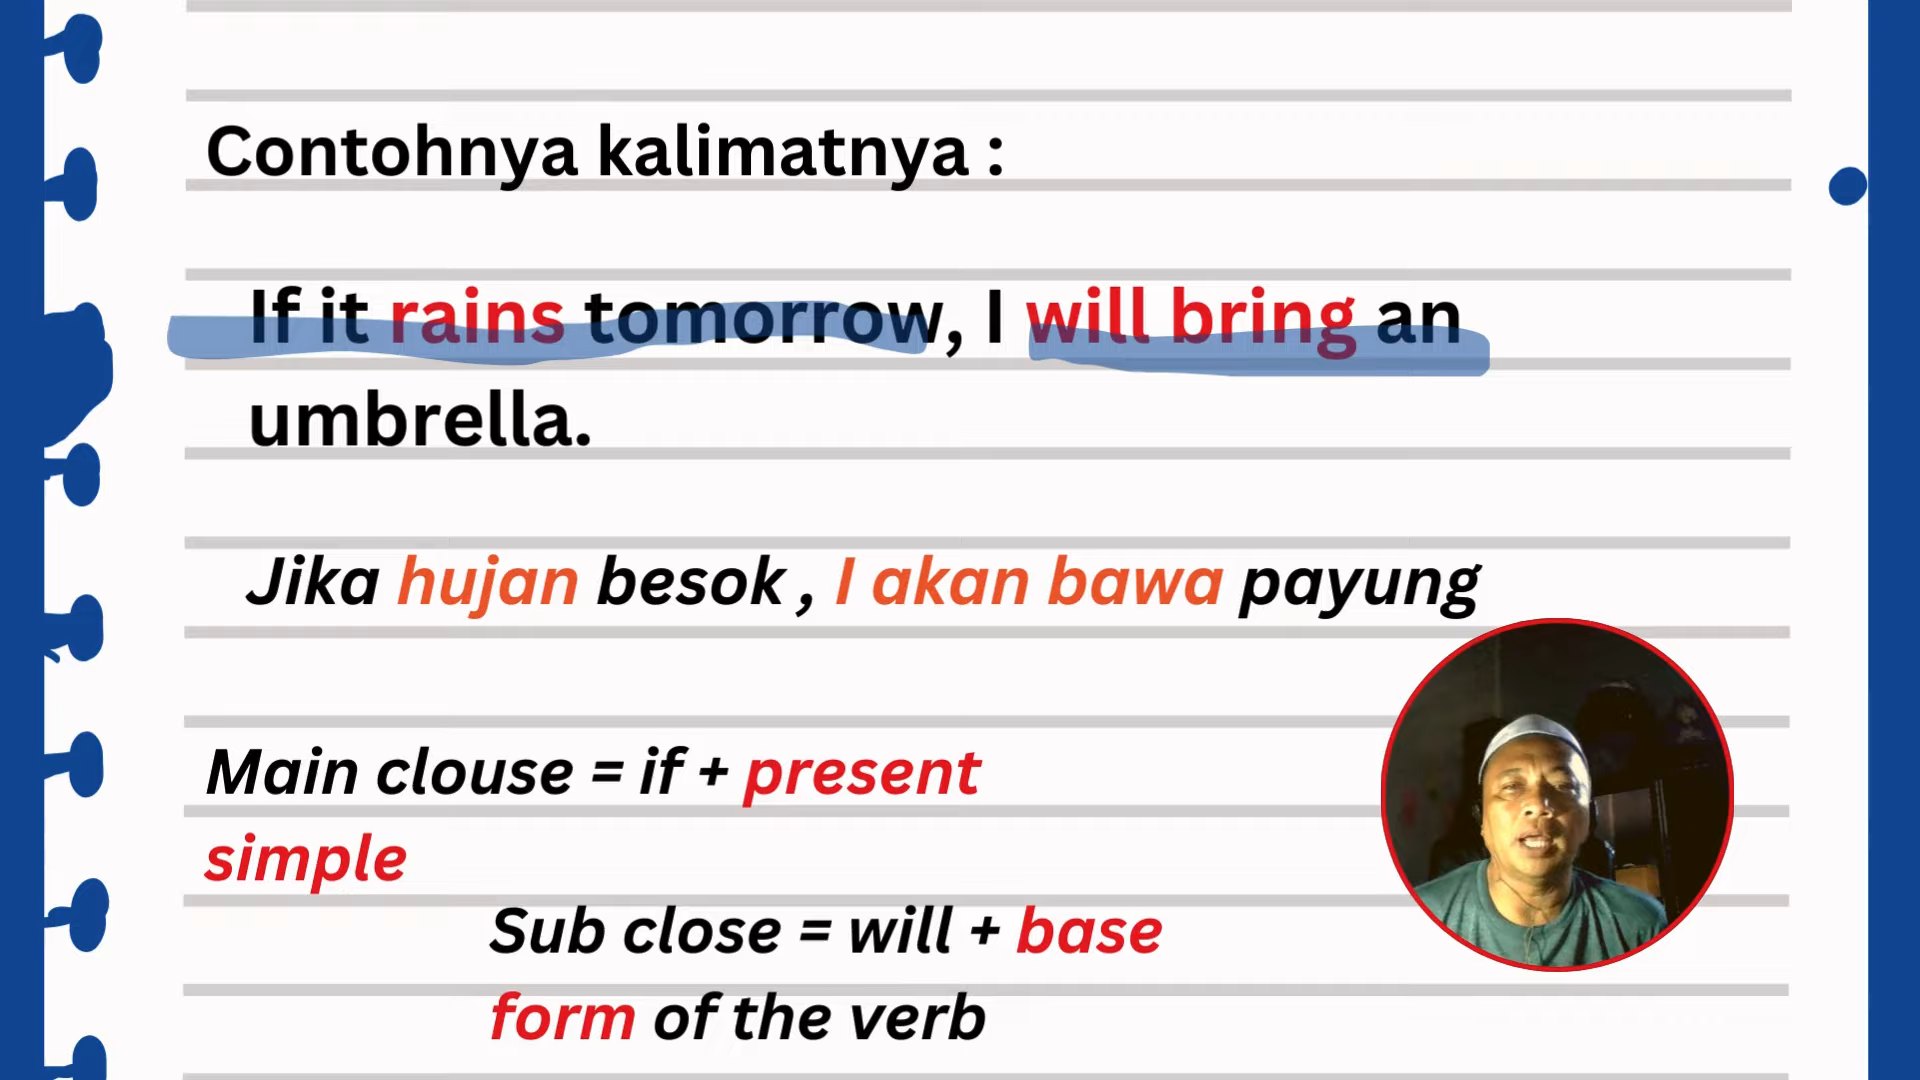 Contohnya kalimatnya :
If it rains tomorrow, I will bring an
umbrella.
Jika hujan besok , I akan bawa payung
Main clouse = if + present
simple
Sub close = will + base
form of the verb